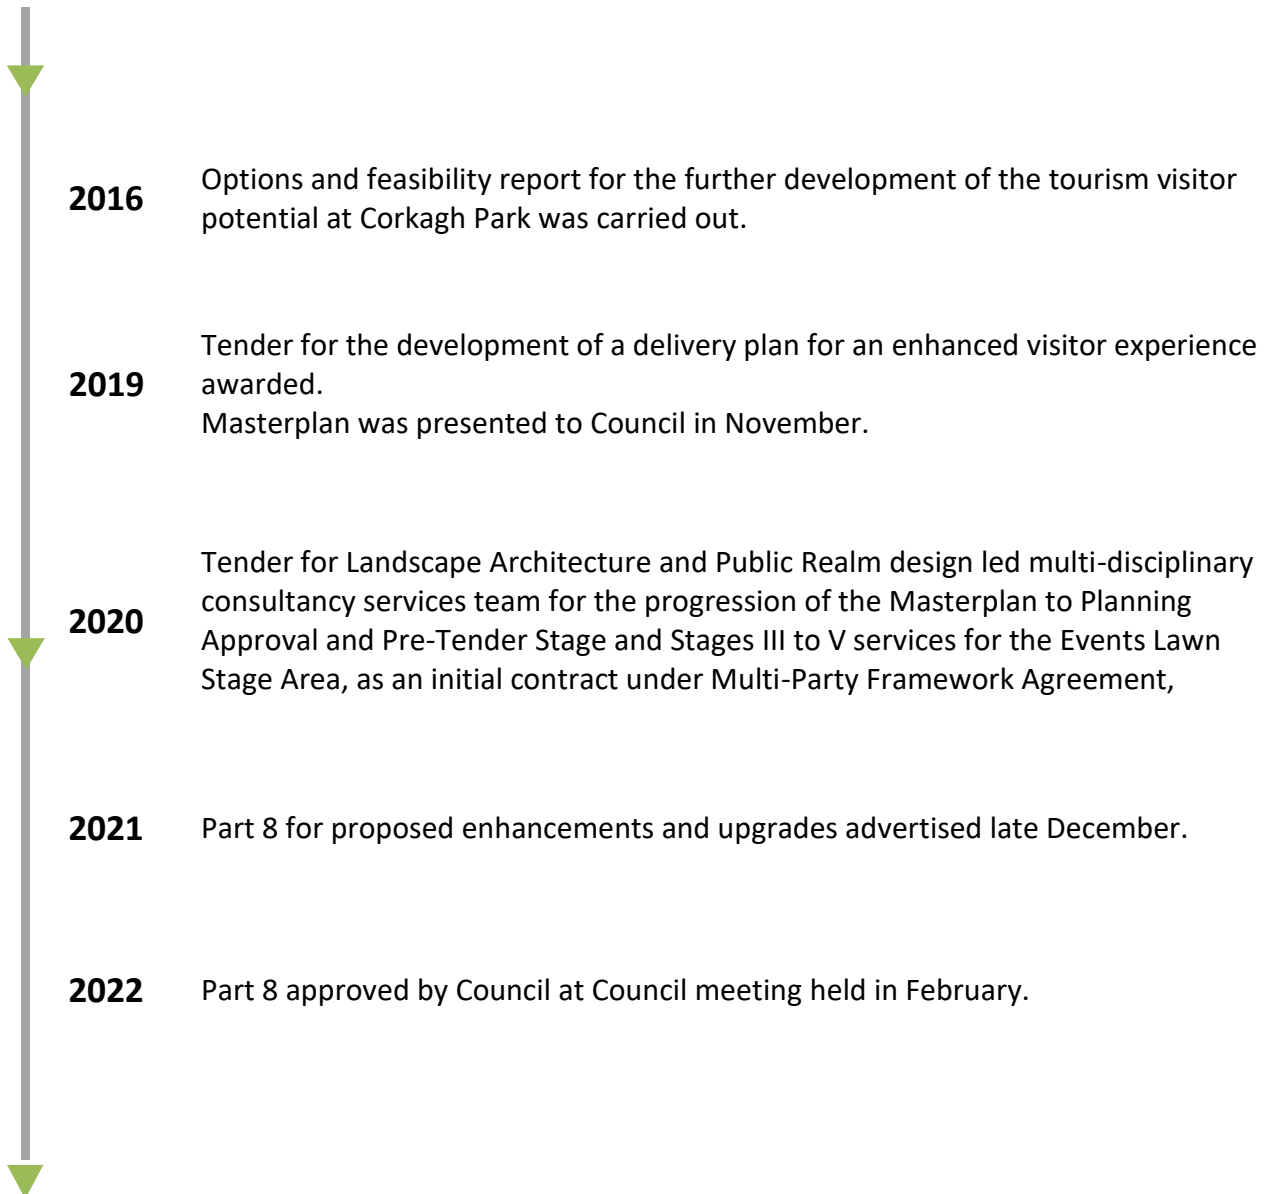 2016
Options and feasibility report for the further development of the tourism visitor
potential at Corkagh Park was carried out.
2019
Tender for the development of a delivery plan for an enhanced visitor experience
awarded.
Masterplan was presented to Council in November.
2020
Tender for Landscape Architecture and Public Realm design led multi-disciplinary
consultancy services team for the progression of the Masterplan to Planning
Approval and Pre-Tender Stage and Stages III to V services for the Events Lawn
Stage Area, as an initial contract under Multi-Party Framework Agreement,
2021
Part 8 for proposed enhancements and upgrades advertised late December.
2022
Part 8 approved by Council at Council meeting held in February.